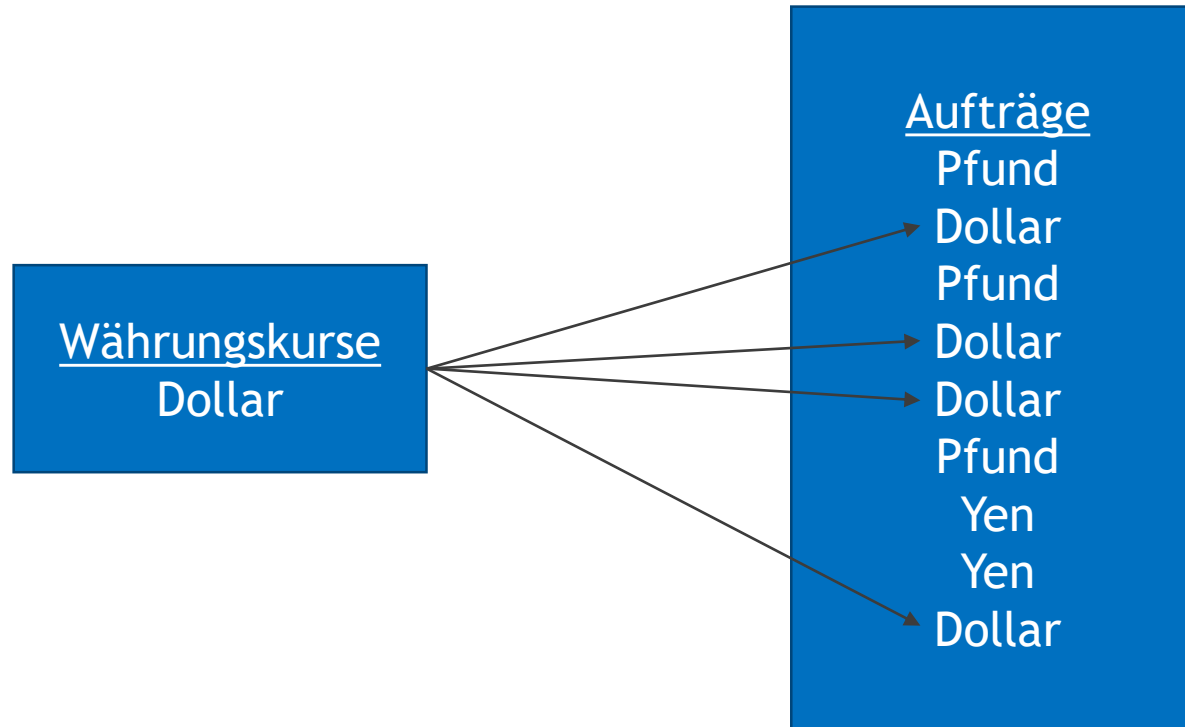 Währungskurse
Dollar
Aufträge
Pfund
Dollar
Pfund
Dollar
Dollar
Pfund
Yen
Yen
Dollar